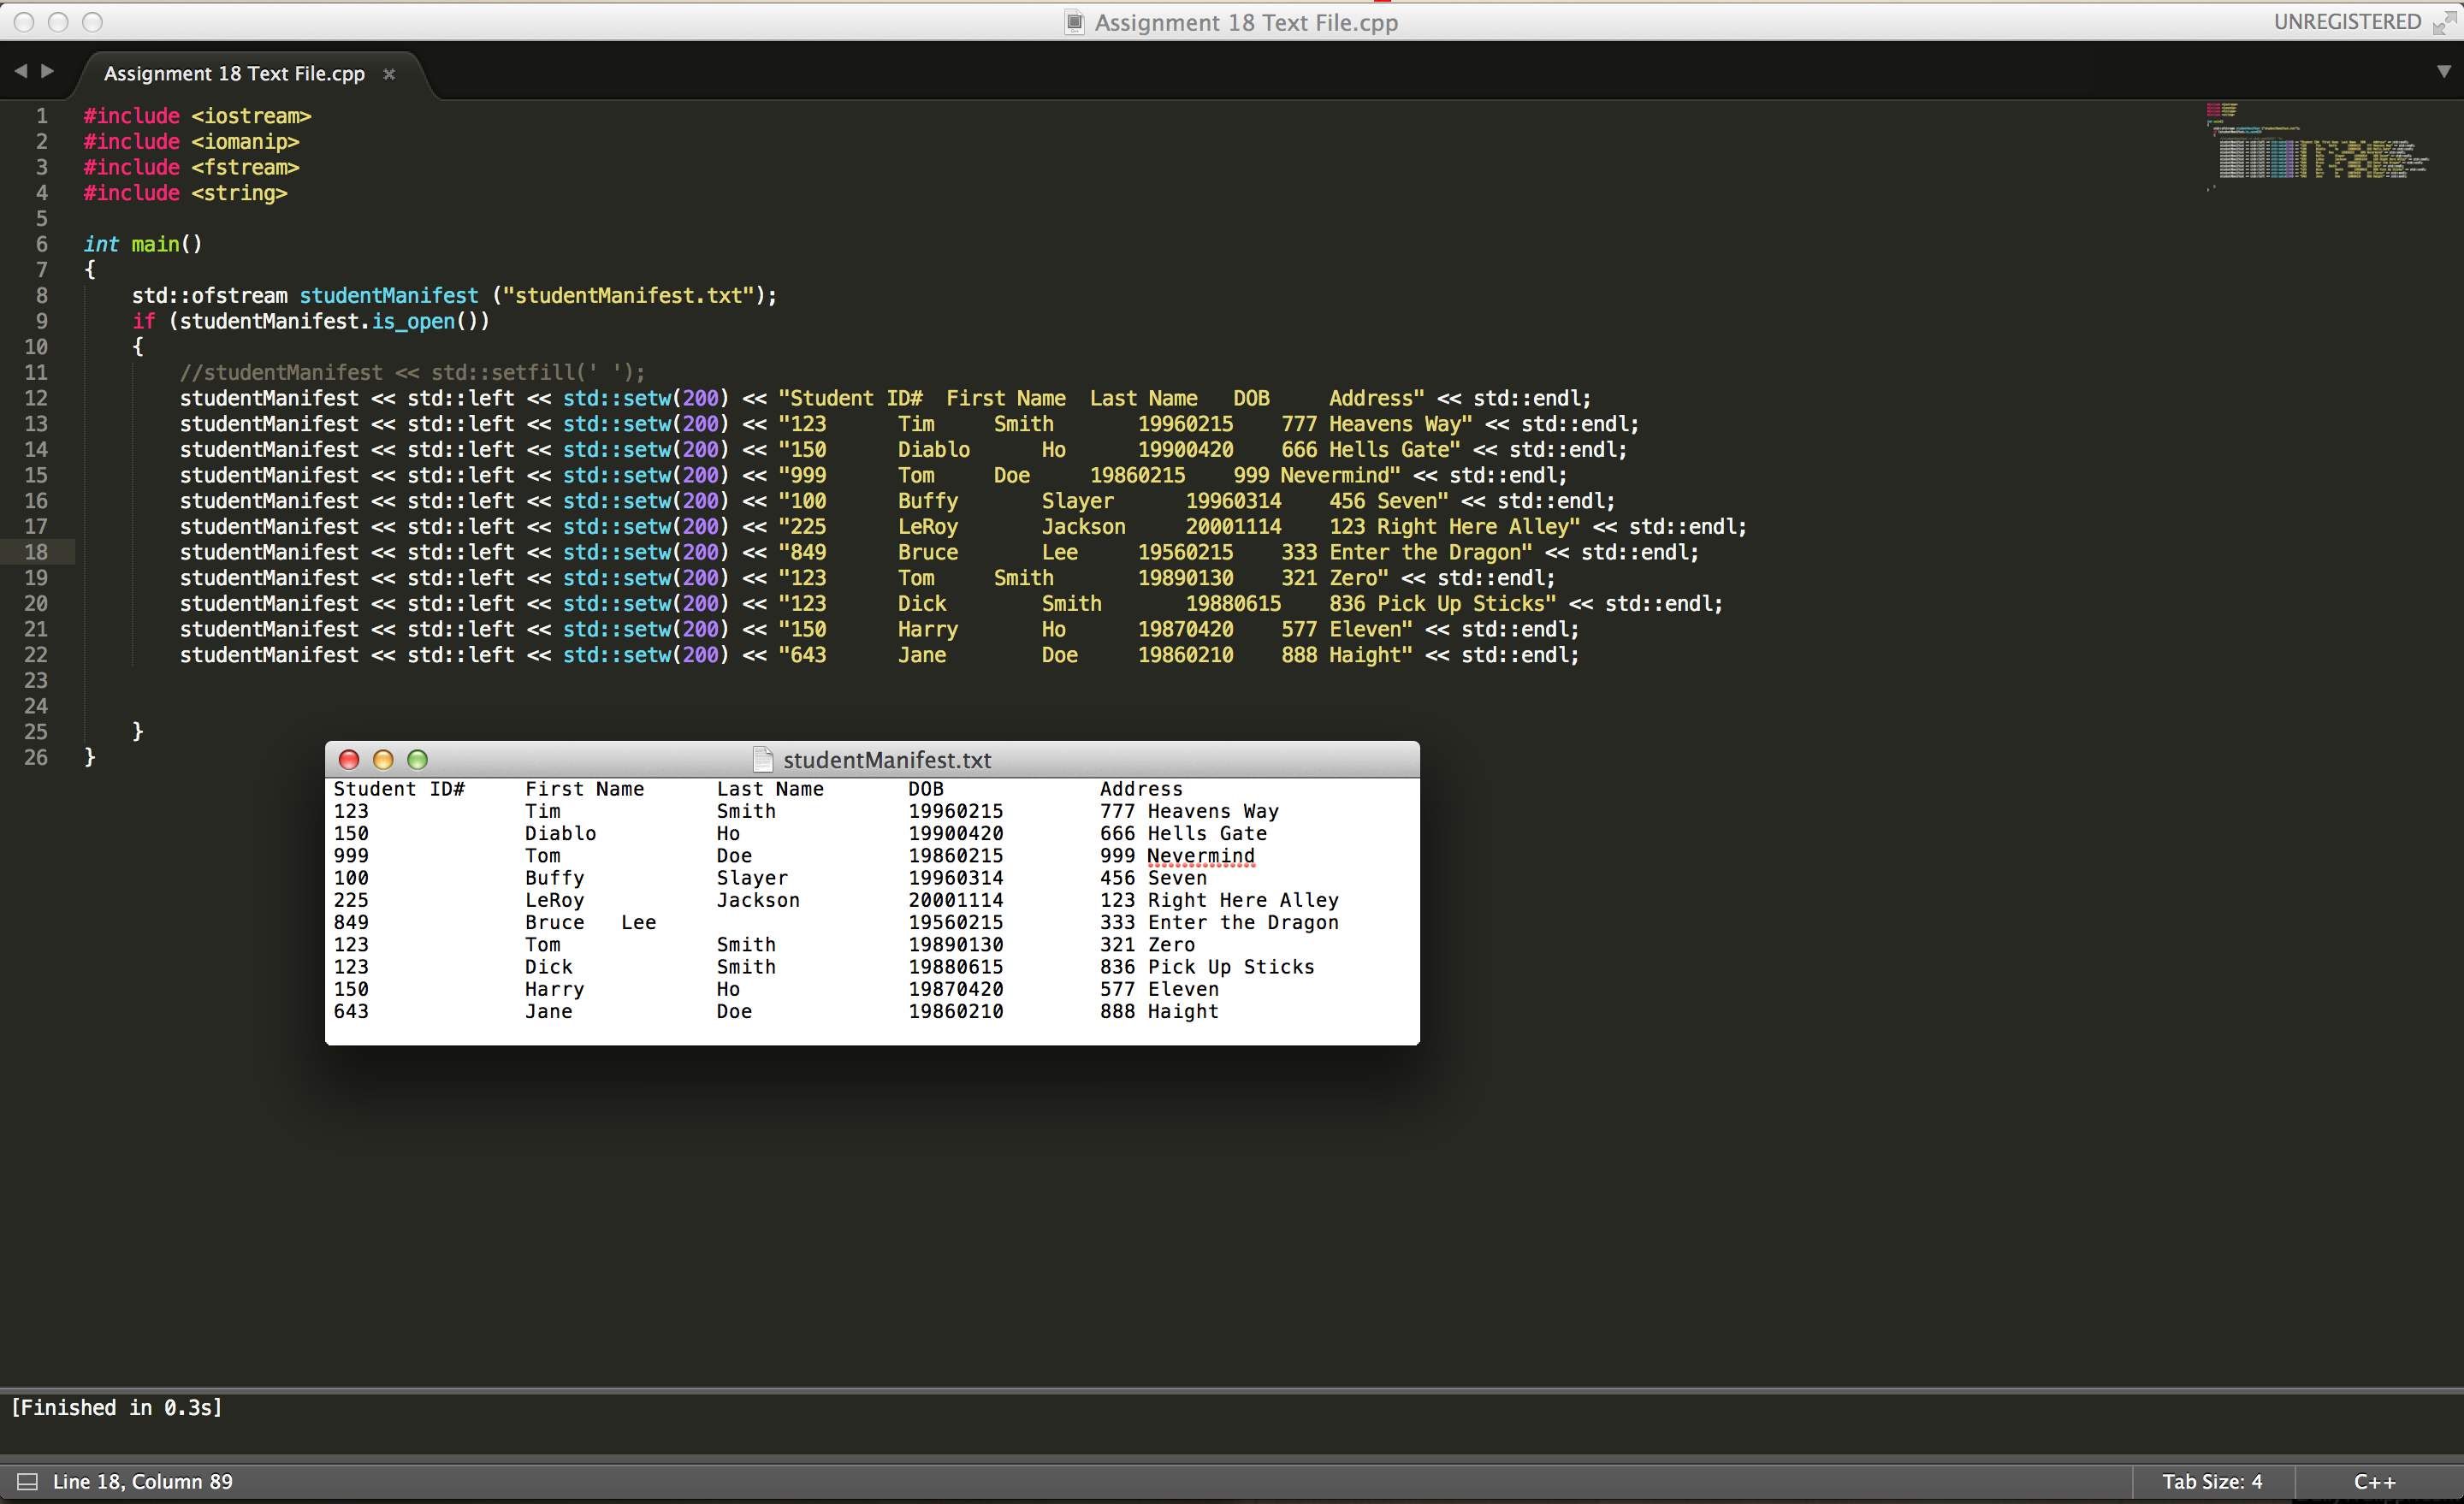 Assignment 18 Text File.cpp
UNREGISTERED
Assignment 18 Text File.cpp
1 #include <iostream>
2 #include <iomanip>
3 #include <fstream>
4 #include <string>
5
6 int main()
7 {
8 std::ofstream studentManifest ("studentManifest.txt");
9 if (studentManifest.is_open())
10 {
11 //studentManifest << std::setfill(' ');
12 studentManifest << std::left << std::setw(200) << "Student ID#  First Name  Last Name   DOB     Address" << std::endl;
13 studentManifest << std::left << std::setw(200) << "123      Tim     Smith       19960215    777 Heavens Way" << std::endl;
14 studentManifest << std::left << std::setw(200) << "150      Diablo      Ho      19900420    666 Hells Gate" << std::endl;
15 studentManifest << std::left << std::setw(200) << "999      Tom     Doe     19860215    999 Nevermind" << std::endl;
16 studentManifest << std::left << std::setw(200) << "100      Buffy       Slayer      19960314    456 Seven" << std::endl;
17 studentManifest << std::left << std::setw(200) << "225      LeRoy       Jackson     20001114    123 Right Here Alley" << std::endl;
18 studentManifest << std::left << std::setw(200) << "849      Bruce       Lee     19560215    333 Enter the Dragon" << std::endl;
19 studentManifest << std::left << std::setw(200) << "123      Tom     Smith       19890130    321 Zero" << std::endl;
20 studentManifest << std::left << std::setw(200) << "123      Dick        Smith       19880615    836 Pick Up Sticks" << std::endl;
21 studentManifest << std::left << std::setw(200) << "150      Harry       Ho      19870420    577 Eleven" << std::endl;
22 studentManifest << std::left << std::setw(200) << "643      Jane        Doe     19860210    888 Haight" << std::endl;
23
24
25 }
26 }
studentManifest.txt
Student ID#     First Name      Last Name       DOB             Address
123             Tim             Smith           19960215        777 Heavens Way
150             Diablo          Ho              19900420        666 Hells Gate
999             Tom             Doe             19860215        999 Nevermind
100             Buffy           Slayer          19960314        456 Seven
225             LeRoy           Jackson         20001114        123 Right Here Alley
849             Bruce   Lee                     19560215        333 Enter the Dragon
123             Tom             Smith           19890130        321 Zero
123             Dick            Smith           19880615        836 Pick Up Sticks
150             Harry           Ho              19870420        577 Eleven
643             Jane            Doe             19860210        888 Haight
[Finished in 0.3s]
Line 18, Column 89
Tab Size: 4
C++